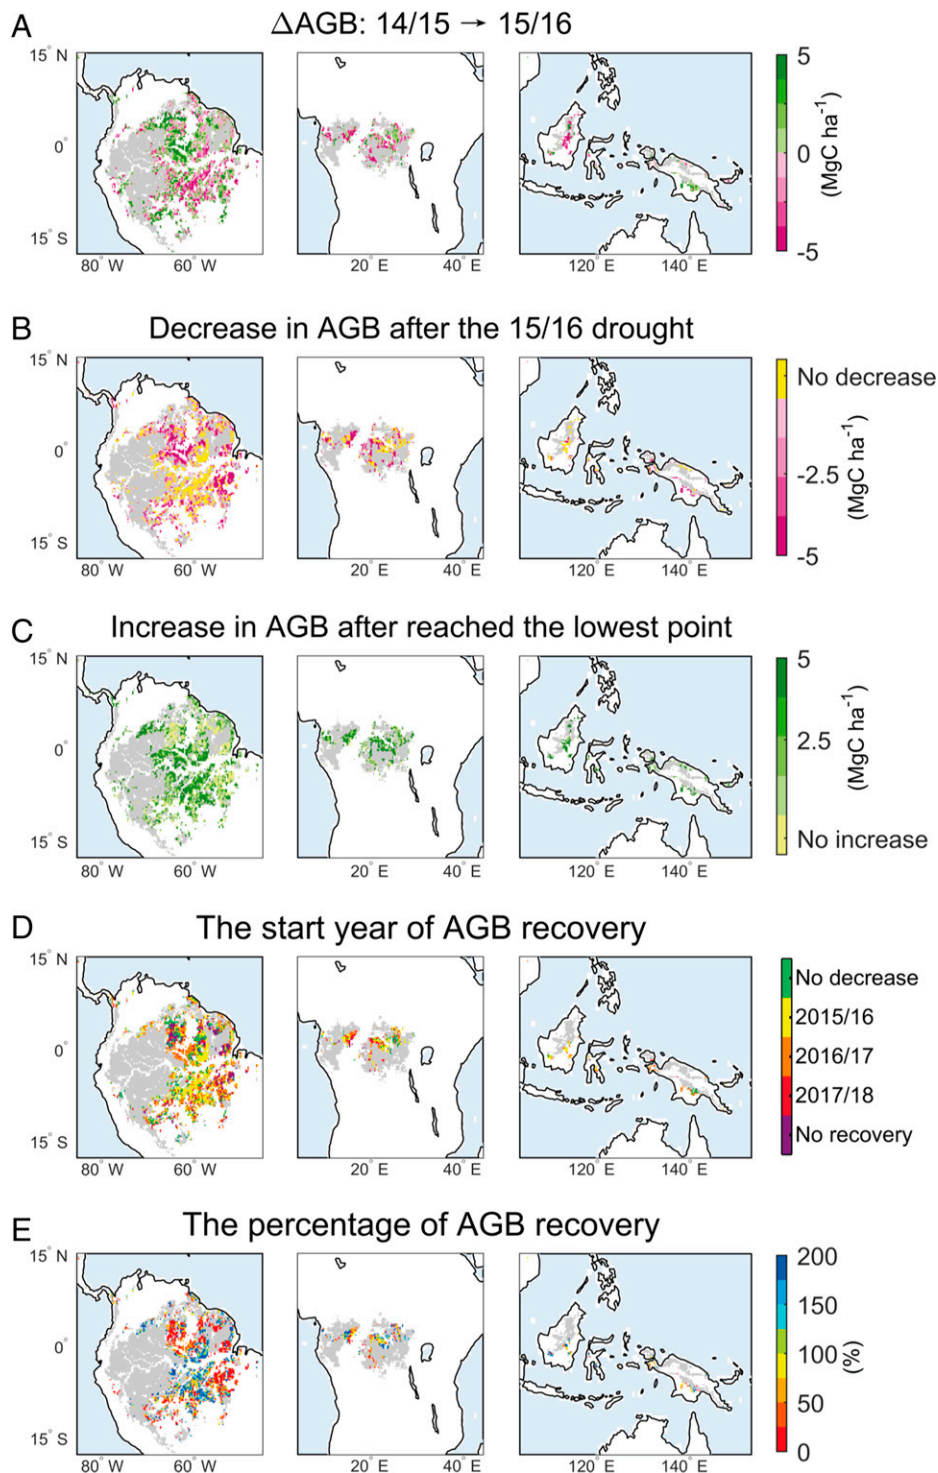 A
ΔAGB: 14/15 → 15/16
15° N
0°
15° S
80° W
60° W
20° E
40° E
120° E
140° E
5
0
-5
(MgC ha⁻¹)
B
Decrease in AGB after the 15/16 drought
15° N
0°
15° S
80° W
60° W
20° E
40° E
120° E
140° E
No decrease
-2.5
-5
(MgC ha⁻¹)
C
Increase in AGB after reached the lowest point
15° N
0°
15° S
80° W
60° W
20° E
40° E
120° E
140° E
5
2.5
No increase
(MgC ha⁻¹)
D
The start year of AGB recovery
15° N
0°
15° S
80° W
60° W
20° E
40° E
120° E
140° E
No decrease
2015/16
2016/17
2017/18
No recovery
E
The percentage of AGB recovery
15° N
0°
15° S
80° W
60° W
20° E
40° E
120° E
140° E
200
150
100
50
0
(%)